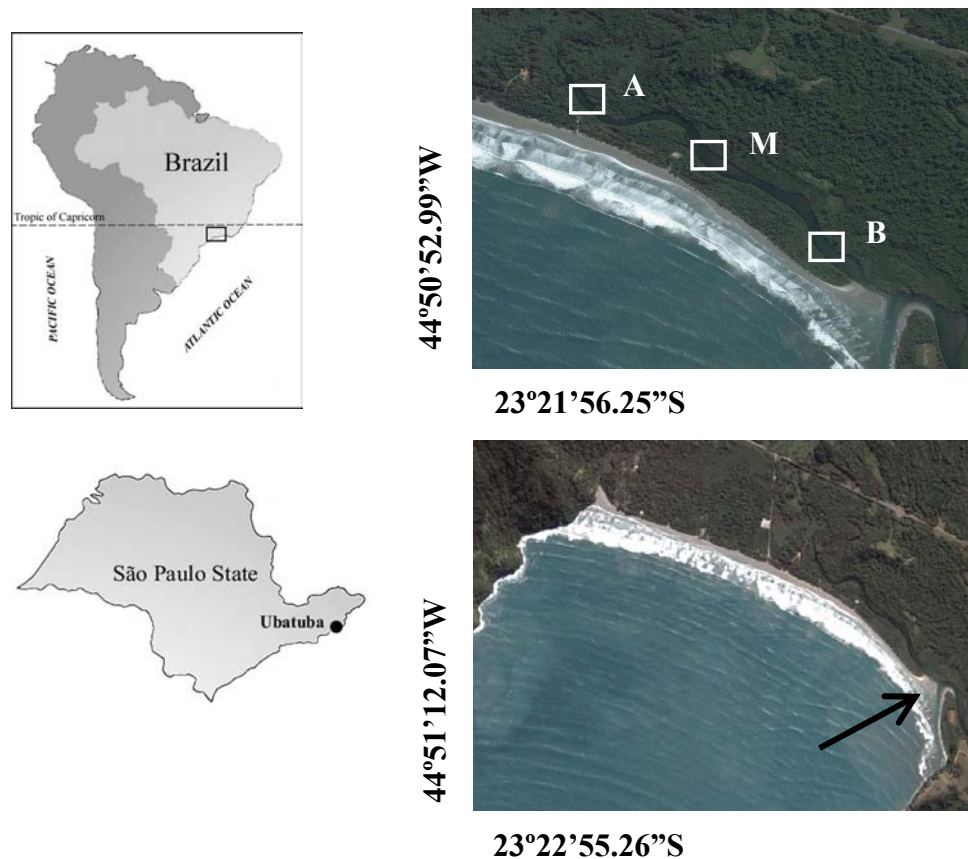 Brazil
Tropic of Capricorn
PACIFIC OCEAN
ATLANTIC OCEAN
44º50’52.99”W
A
M
B
23º21’56.25”S
São Paulo State
Ubatuba
44º51’12.07”W
23º22’55.26”S